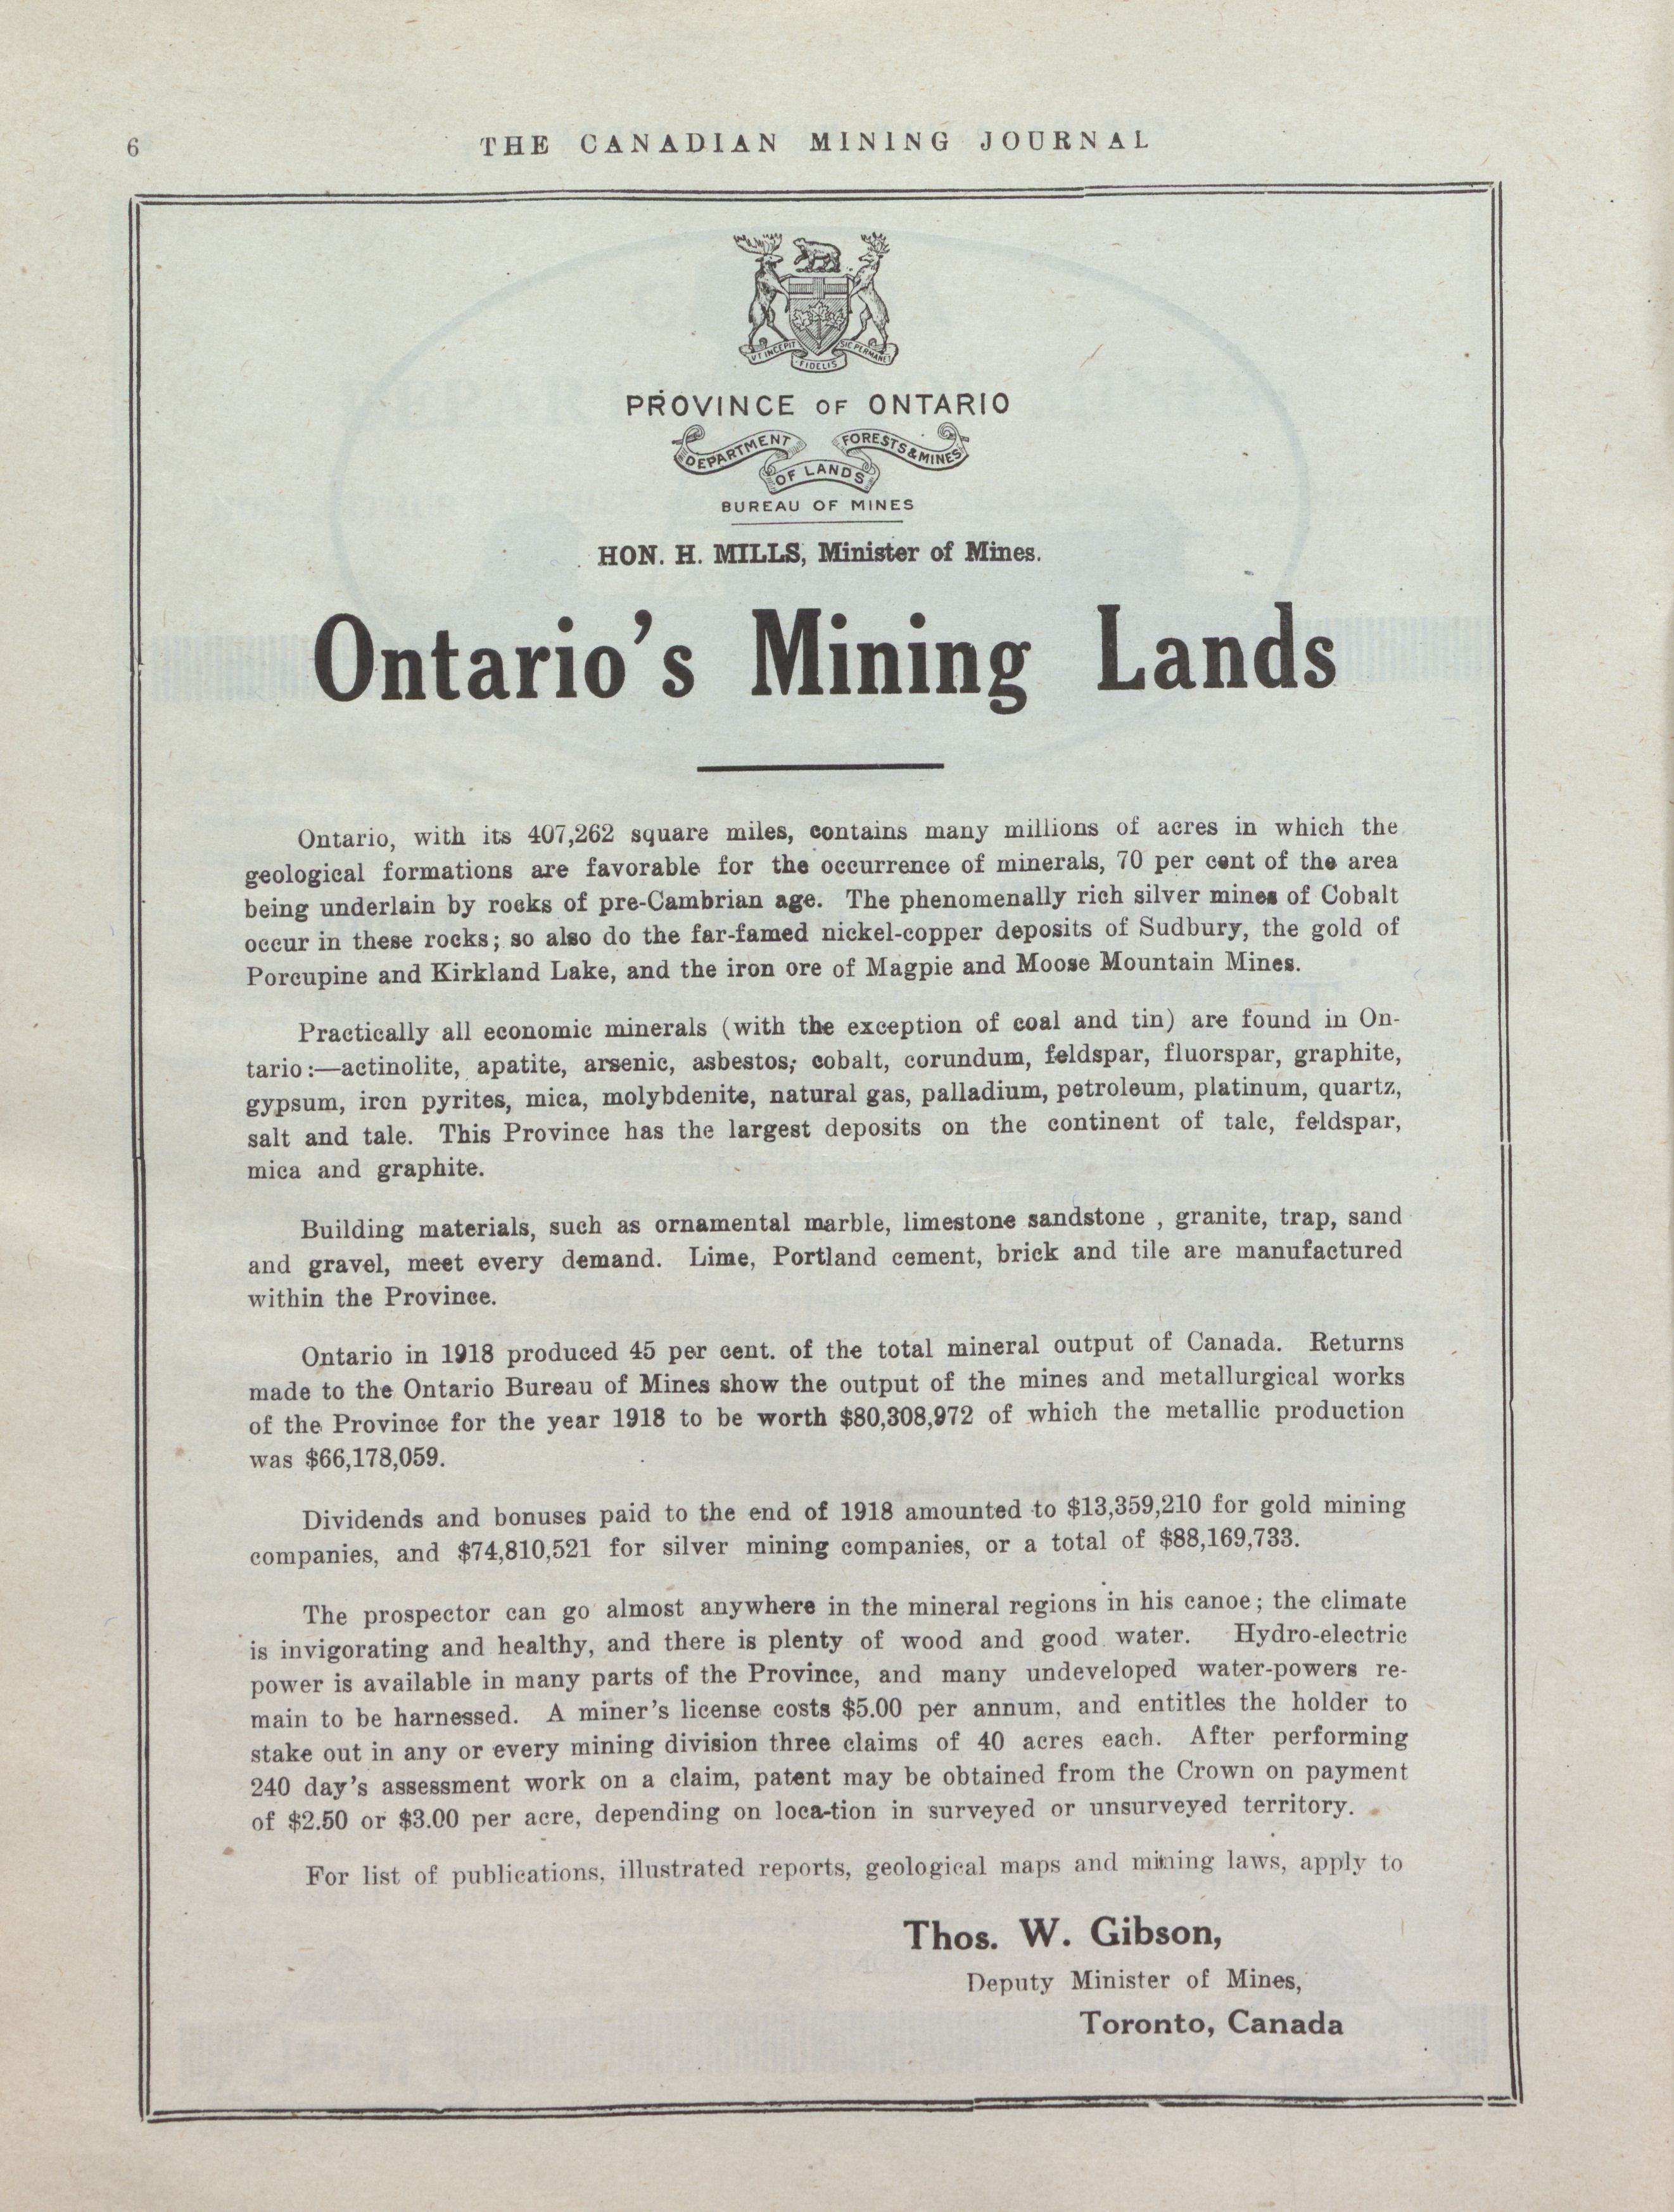 6
THE CANADIAN MINING JOURNAL
VT INCEPIT
SIC PERMANET
FIDELIS
PROVINCE OF ONTARIO
DEPARTMENT
OF LANDS
FORESTS & MINES
BUREAU OF MINES
HON. H. MILLS, Minister of Mines.
Ontario's Mining Lands
Ontario, with its 407,262 square miles, contains many millions of acres in which the
geological formations are favorable for the occurrence of minerals, 70 per cent of the area
being underlain by rocks of pre-Cambrian age. The phenomenally rich silver mines of Cobalt
occur in these rocks; so also do the far-famed nickel-copper deposits of Sudbury, the gold of
Porcupine and Kirkland Lake, and the iron ore of Magpie and Moose Mountain Mines.
Practically all economic minerals (with the exception of coal and tin) are found in On-
tario:—actinolite, apatite, arsenic, asbestos, cobalt, corundum, feldspar, fluorspar, graphite,
gypsum, iron pyrites, mica, molybdenite, natural gas, palladium, petroleum, platinum, quartz,
salt and talc. This Province has the largest deposits on the continent of talc, feldspar,
mica and graphite.
Building materials, such as ornamental marble, limestone sandstone , granite, trap, sand
and gravel, meet every demand. Lime, Portland cement, brick and tile are manufactured
within the Province.
Ontario in 1918 produced 45 per cent. of the total mineral output of Canada. Returns
made to the Ontario Bureau of Mines show the output of the mines and metallurgical works
of the Province for the year 1918 to be worth $80,308,972 of which the metallic production
was $66,178,059.
Dividends and bonuses paid to the end of 1918 amounted to $13,359,210 for gold mining
companies, and $74,810,521 for silver mining companies, or a total of $88,169,733.
The prospector can go almost anywhere in the mineral regions in his canoe; the climate
is invigorating and healthy, and there is plenty of wood and good water. Hydro-electric
power is available in many parts of the Province, and many undeveloped water-powers re-
main to be harnessed. A miner's license costs $5.00 per annum, and entitles the holder to
stake out in any or every mining division three claims of 40 acres each. After performing
240 day's assessment work on a claim, patent may be obtained from the Crown on payment
of $2.50 or $3.00 per acre, depending on loca-tion in surveyed or unsurveyed territory.
For list of publications, illustrated reports, geological maps and mining laws, apply to
Thos. W. Gibson,
Deputy Minister of Mines,
Toronto, Canada